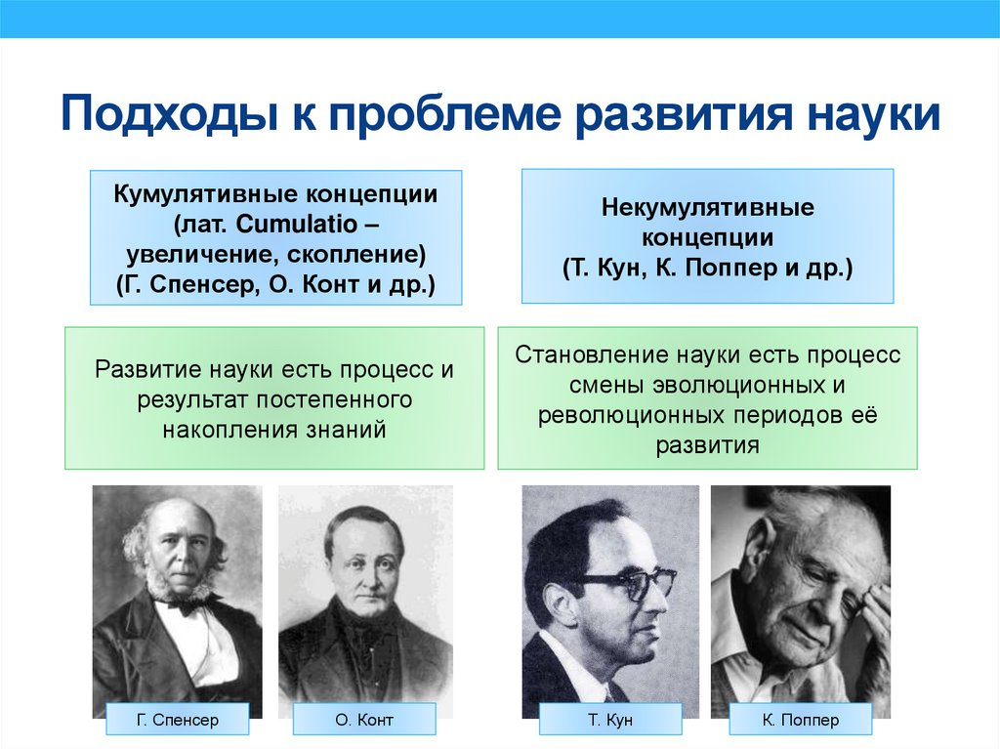 Подходы к проблеме развития науки
Кумулятивные концепции
(лат. Cumulatio –
увеличение, скопление)
(Г. Спенсер, О. Конт и др.)
Некумулятивные
концепции
(Т. Кун, К. Поппер и др.)
Развитие науки есть процесс и
результат постепенного
накопления знаний
Становление науки есть процесс
смены эволюционных и
революционных периодов её
развития
Г. Спенсер
О. Конт
Т. Кун
К. Поппер